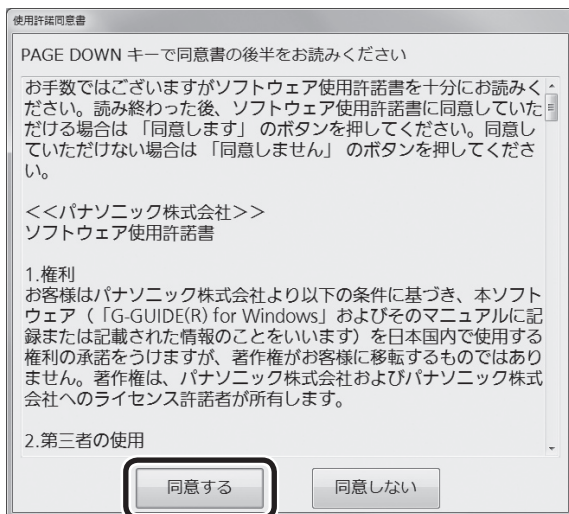 使用許諾同意書
PAGE DOWN キーで同意書の後半をお読みください
お手数ではございますがソフトウェア使用許諾書を十分にお読みく
ださい。読み終わった後、ソフトウェア使用許諾書に同意していた
だける場合は 「同意します」 のボタンを押してください。同意し
ていただけない場合は 「同意しません」 のボタンを押してくださ
い。
<<パナソニック株式会社>>
ソフトウェア使用許諾書
1.権利
お客様はパナソニック株式会社より以下の条件に基づき、本ソフト
ウェア（「G-GUIDE(R) for Windows」およびそのマニュアルに記
録または記載された情報のことをいいます）を日本国内で使用する
権利の承諾をうけますが、著作権がお客様に移転するものではあり
ません。著作権は、パナソニック株式会社およびパナソニック株式
会社へのライセンス許諾者が所有します。
2.第三者の使用
同意する
同意しない